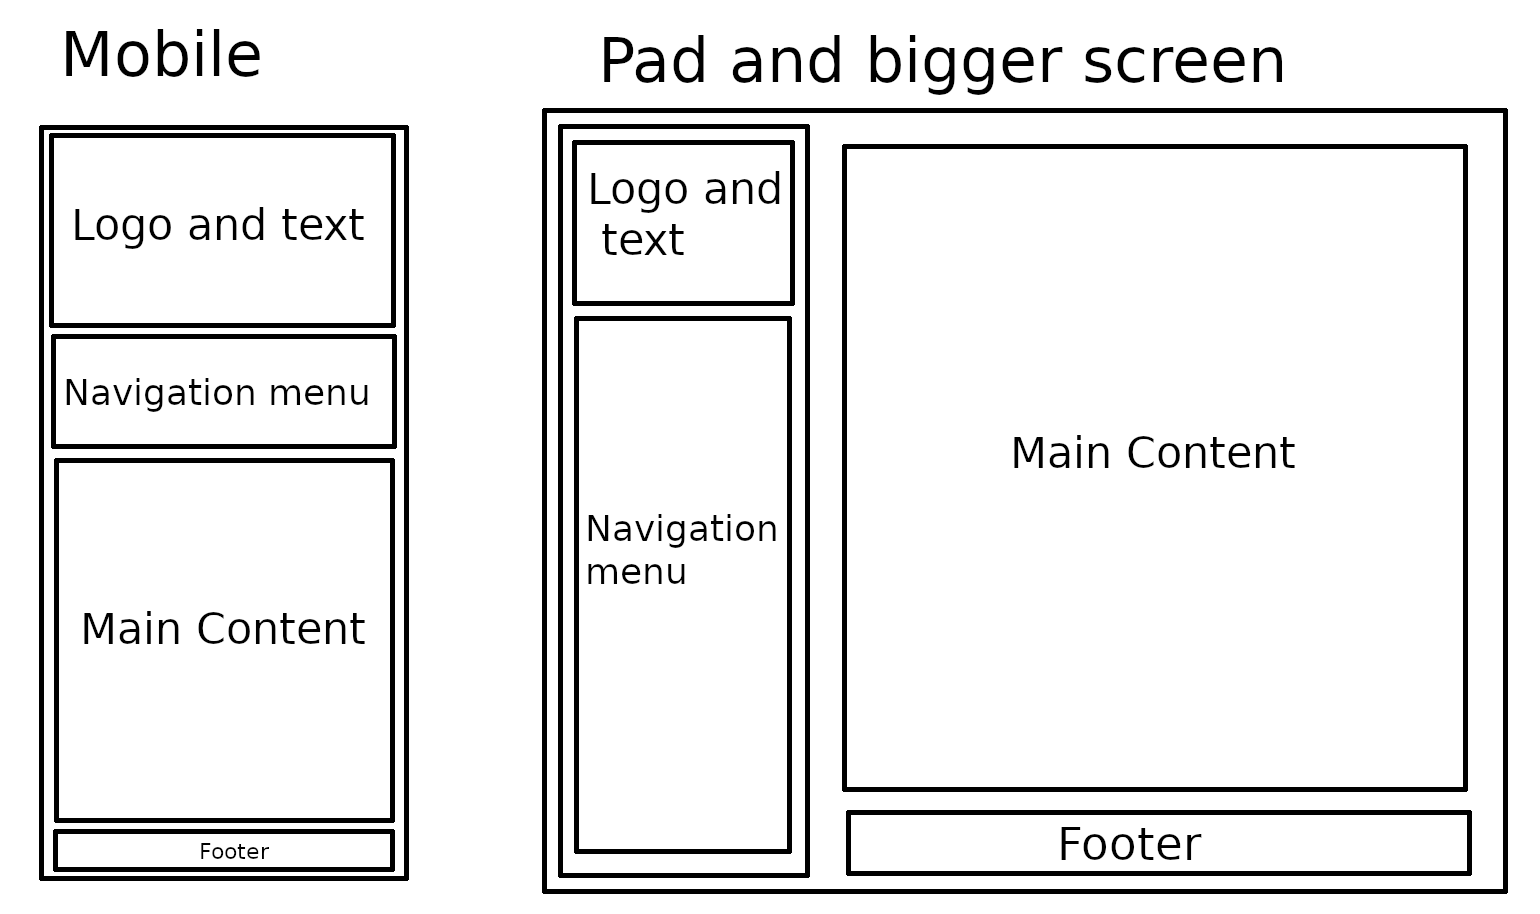 Mobile
Logo and text
Navigation menu
Main Content
Footer
Pad and bigger screen
Logo and
text
Navigation
menu
Main Content
Footer